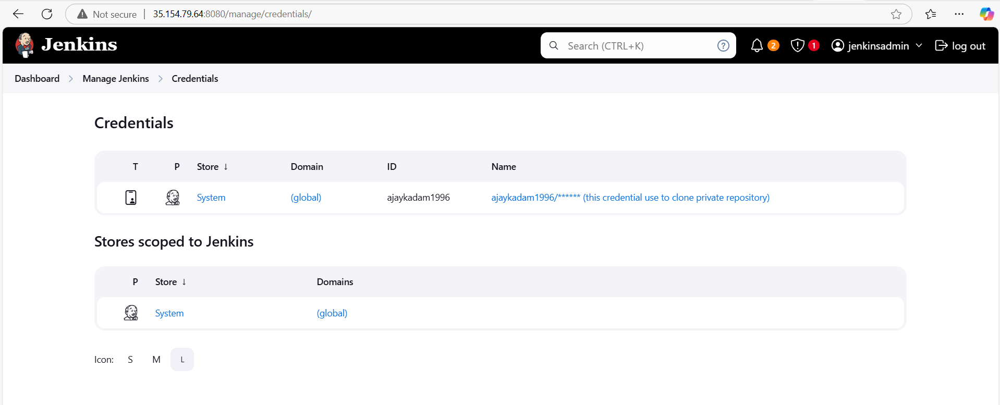 Not secure | 35.154.79.64:8080/manage/credentials/
Jenkins Search (CTRL+K) ? 2 1 jenkinsadmin log out
Dashboard > Manage Jenkins > Credentials
Credentials
T P Store ↓ Domain ID Name
System (global) ajaykadam1996 ajaykadam1996/****** (this credential use to clone private repository)
Stores scoped to Jenkins
P Store ↓ Domains
System (global)
Icon: S M L